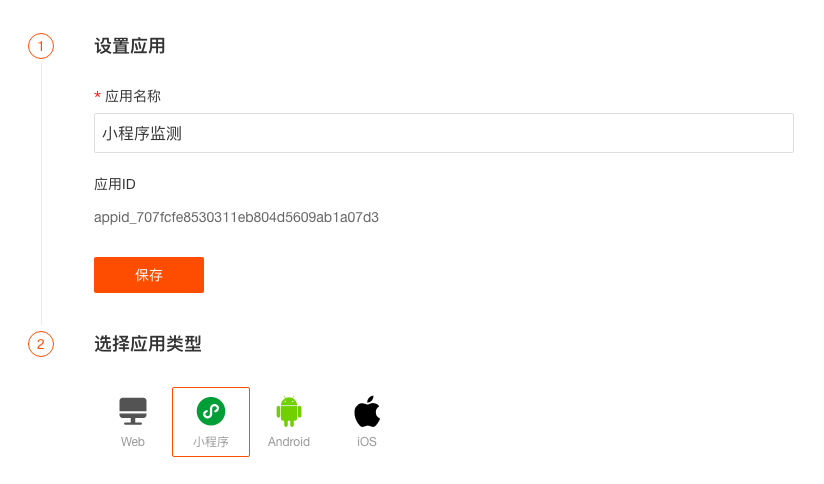 1
设置应用
* 应用名称
小程序监测
应用ID
appid_707fcfe8530311eb804d5609ab1a07d3
保存
2
选择应用类型
Web 小程序 Android iOS